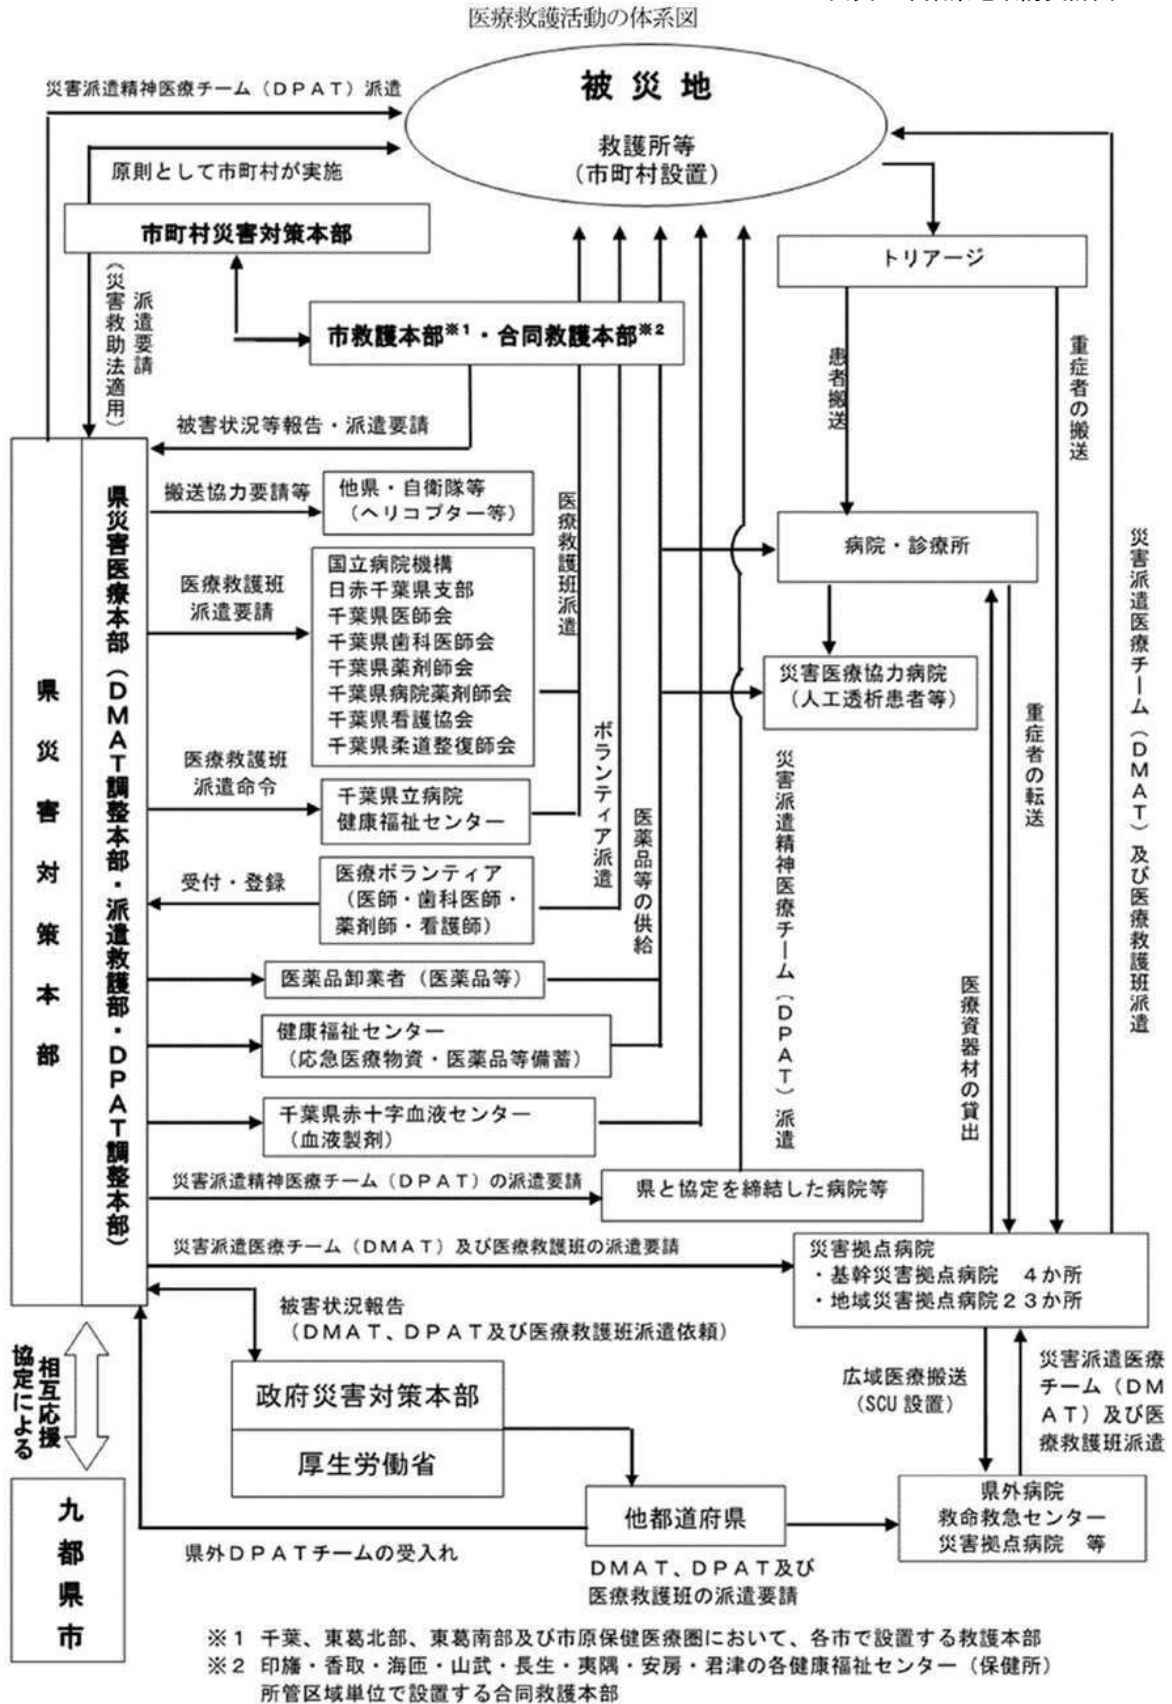 医療救護活動の体系図
災害派遣精神医療チーム（ＤＰＡＴ）派遣
被 災 地
救護所等
（市町村設置）
原則として市町村が実施
市町村災害対策本部
トリアージ
派遣要請
（災害救助法適用）
市救護本部※1・合同救護本部※2
患者搬送
重症者の搬送
被害状況等報告・派遣要請
県災害対策本部
県災害医療本部（ＤＭＡＴ調整本部・派遣救護部・ＤＰＡＴ調整本部）
搬送協力要請等
他県・自衛隊等
（ヘリコプター等）
医療救護班派遣
病院・診療所
災害派遣医療チーム（ＤＭＡＴ）及び医療救護班派遣
医療救護班
派遣要請
国立病院機構
日赤千葉県支部
千葉県医師会
千葉県歯科医師会
千葉県薬剤師会
千葉県病院薬剤師会
千葉県看護協会
千葉県柔道整復師会
災害医療協力病院
（人工透析患者等）
重症者の転送
ボランティア派遣
医療救護班
派遣命令
千葉県立病院
健康福祉センター
医薬品等の供給
災害派遣精神医療チーム（ＤＰＡＴ）派遣
受付・登録
医療ボランティア
（医師・歯科医師・
薬剤師・看護師）
医薬品卸業者（医薬品等）
医療資器材の貸出
健康福祉センター
（応急医療物資・医薬品等備蓄）
千葉県赤十字血液センター
（血液製剤）
災害派遣精神医療チーム（ＤＰＡＴ）の派遣要請
県と協定を締結した病院等
災害派遣医療チーム（ＤＭＡＴ）及び医療救護班の派遣要請
災害拠点病院
・基幹災害拠点病院　４か所
・地域災害拠点病院２３か所
被害状況報告
（ＤＭＡＴ、ＤＰＡＴ及び医療救護班派遣依頼）
相互応援
協定による
政府災害対策本部
厚生労働省
広域医療搬送
（SCU 設置）
災害派遣医療
チーム（ＤＭ
ＡＴ）及び医
療救護班派遣
九都県市
他都道府県
県外病院
救命救急センター
災害拠点病院　等
県外ＤＰＡＴチームの受入れ
ＤＭＡＴ、ＤＰＡＴ及び
医療救護班の派遣要請
※１ 千葉、東葛北部、東葛南部及び市原保健医療圏において、各市で設置する救護本部
※２ 印旛・香取・海匝・山武・長生・夷隅・安房・君津の各健康福祉センター（保健所）
所管区域単位で設置する合同救護本部